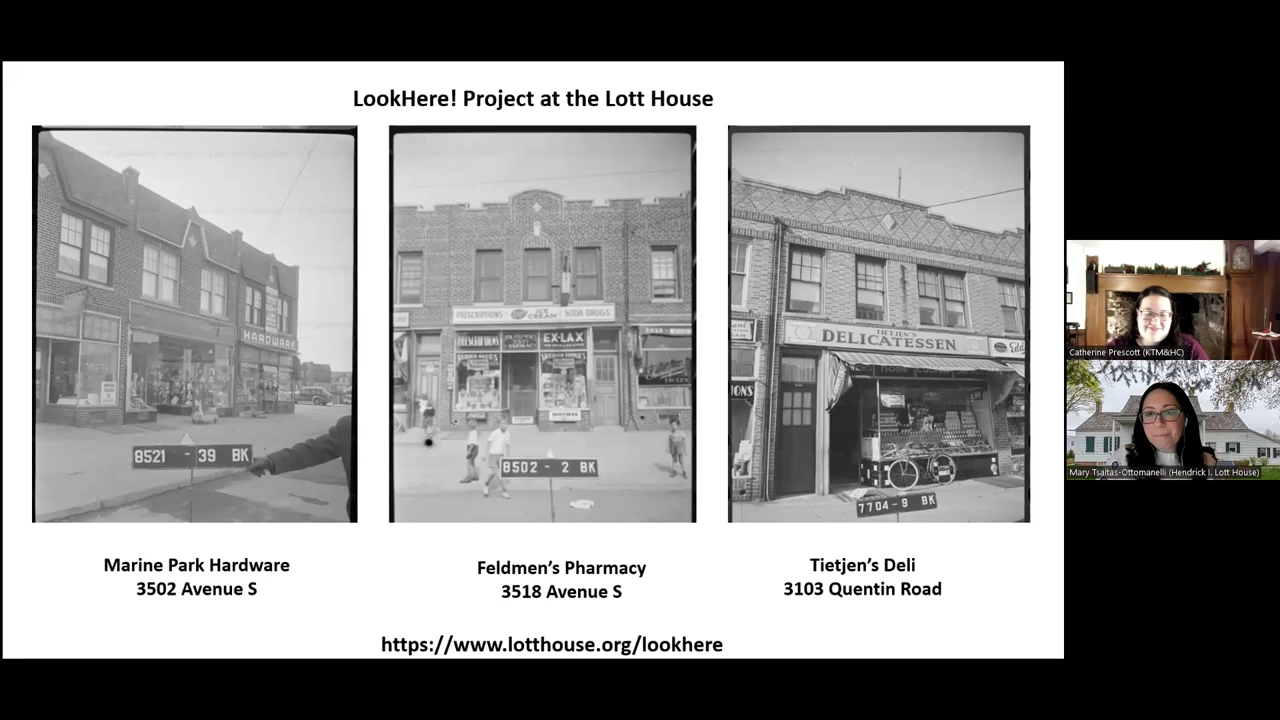 LookHere! Project at the Lott House
HARDWARE
8521 - 39 BK
PRESCRIPTIONS
ICE CREAM
SODA-DRUGS
PRESCRIPTIONS
EX-LAX
8502 - 2 BK
TIETJEN'S
DELICATESSEN
7704-9 BK
Marine Park Hardware
3502 Avenue S
Feldmen's Pharmacy
3518 Avenue S
Tietjen's Deli
3103 Quentin Road
https://www.lotthouse.org/lookhere
Catherine Prescott (KTM&HC)
Mary Tsaltas-Ottomanelli (Hendrick I. Lott House)